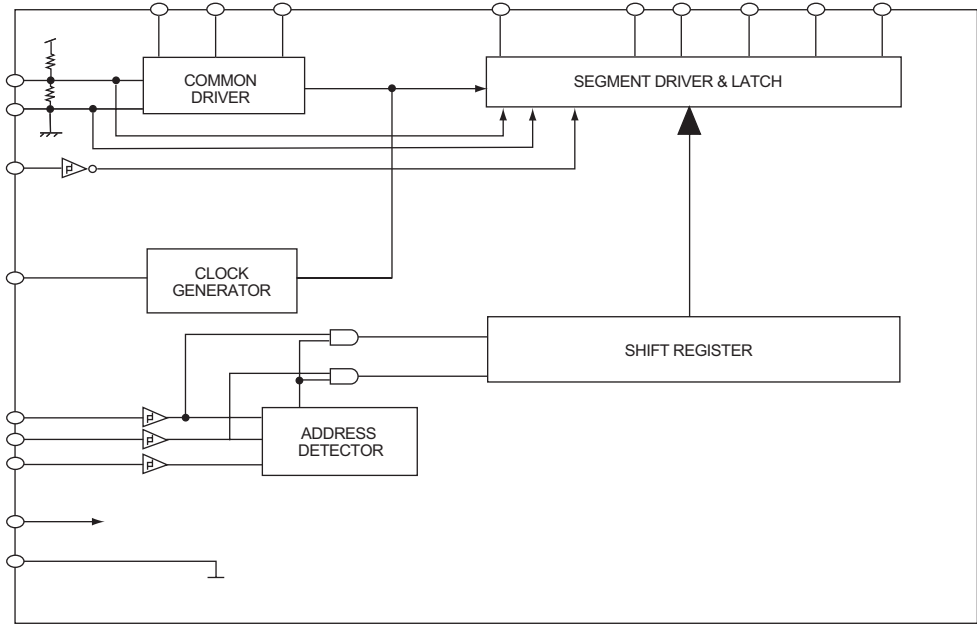 COMMON
DRIVER
SEGMENT DRIVER & LATCH
CLOCK
GENERATOR
SHIFT REGISTER
ADDRESS
DETECTOR